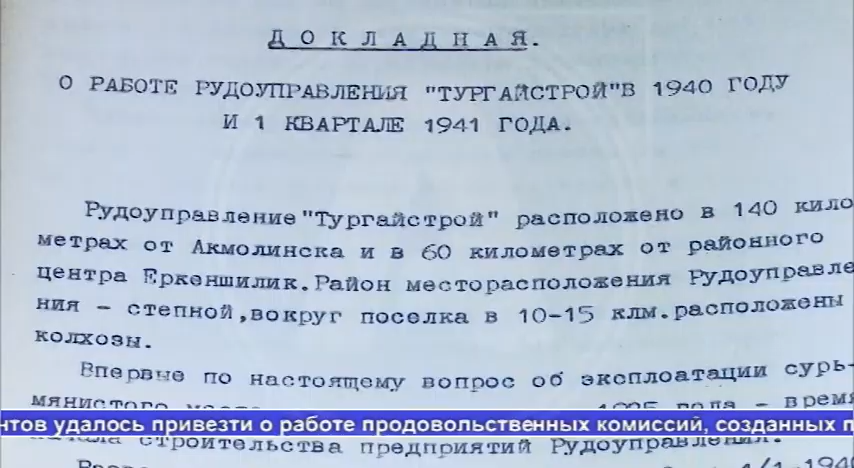 ДОКЛАДНАЯ.
О РАБОТЕ РУДОУПРАВЛЕНИЯ "ТУРГАЙСТРОЙ"В 1940 ГОДУ
И 1 КВАРТАЛЕ 1941 ГОДА.
Рудоуправление "Тургайстрой" расположено в 140 кило
метрах от Акмолинска и в 60 километрах от районного
центра Еркеншилик. Район месторасположения Рудоуправле
ния - степной, вокруг поселка в 10-15 клм. расположены
колхозы.
Впервые по настоящему вопрос об эксплоатации сурь-
мянистого - время
нтов удалось привезти о работе продовольственных комиссий, созданных п
строительства предприятий Рудоуправления.